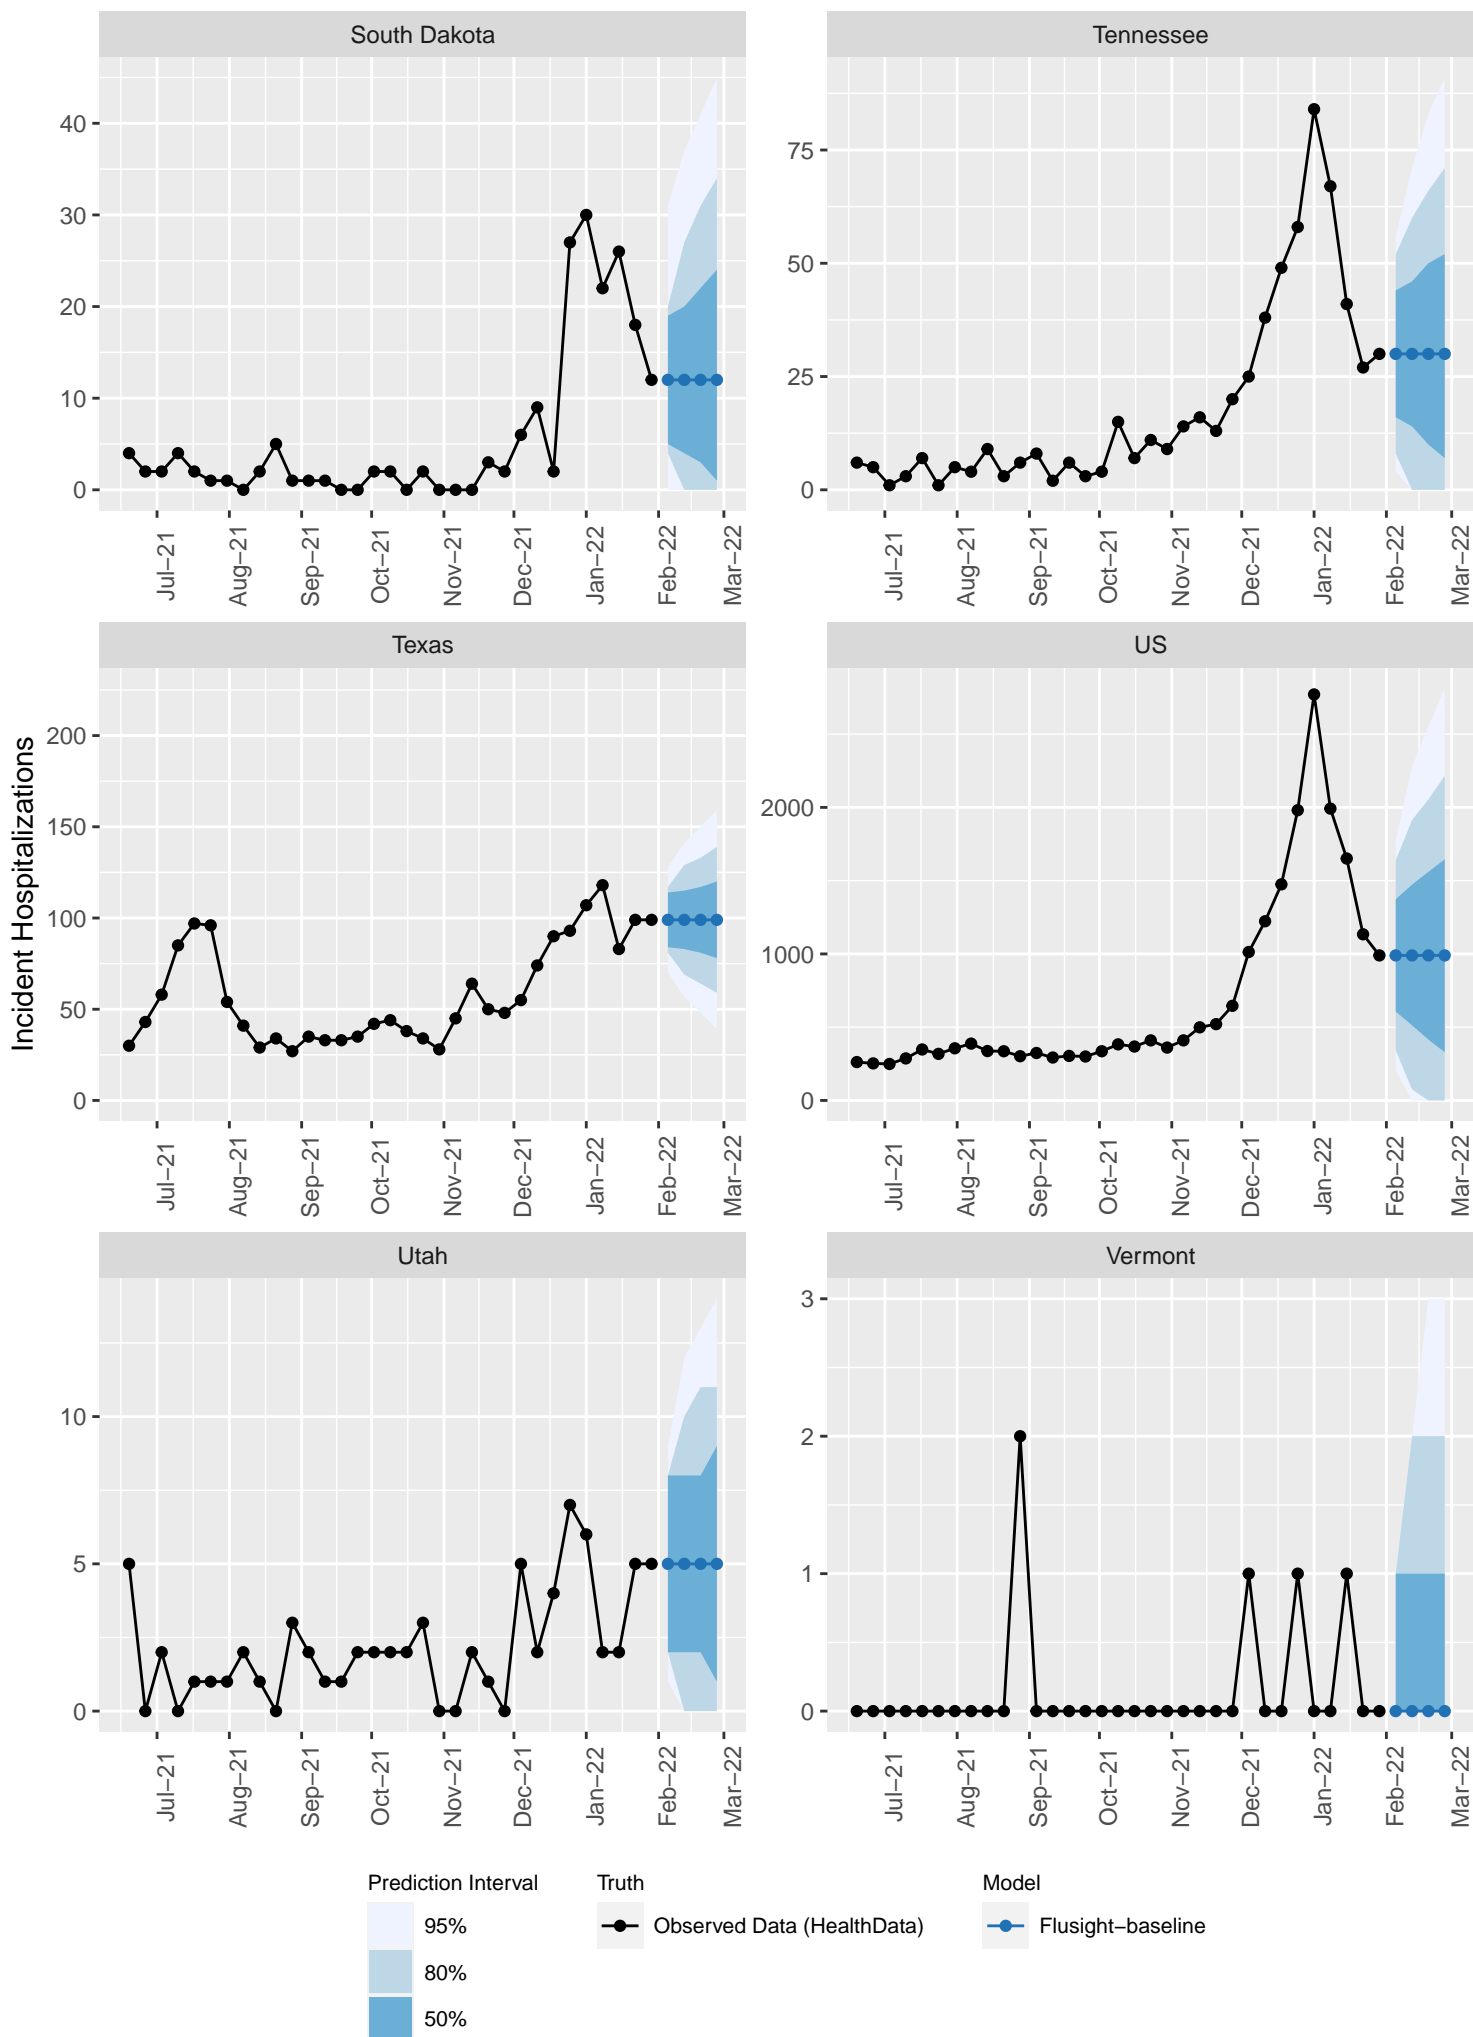 South Dakota
40
30
20
10
0
Jul−21
Aug−21
Sep−21
Oct−21
Nov−21
Dec−21
Jan−22
Feb−22
Mar−22
Tennessee
75
50
25
0
Jul−21
Aug−21
Sep−21
Oct−21
Nov−21
Dec−21
Jan−22
Feb−22
Mar−22
Incident Hospitalizations
Texas
200
150
100
50
0
Jul−21
Aug−21
Sep−21
Oct−21
Nov−21
Dec−21
Jan−22
Feb−22
Mar−22
US
2000
1000
0
Jul−21
Aug−21
Sep−21
Oct−21
Nov−21
Dec−21
Jan−22
Feb−22
Mar−22
Utah
10
5
0
Jul−21
Aug−21
Sep−21
Oct−21
Nov−21
Dec−21
Jan−22
Feb−22
Mar−22
Vermont
3
2
1
0
Jul−21
Aug−21
Sep−21
Oct−21
Nov−21
Dec−21
Jan−22
Feb−22
Mar−22
Prediction Interval
95%
80%
50%
Truth
Observed Data (HealthData)
Model
Flusight−baseline